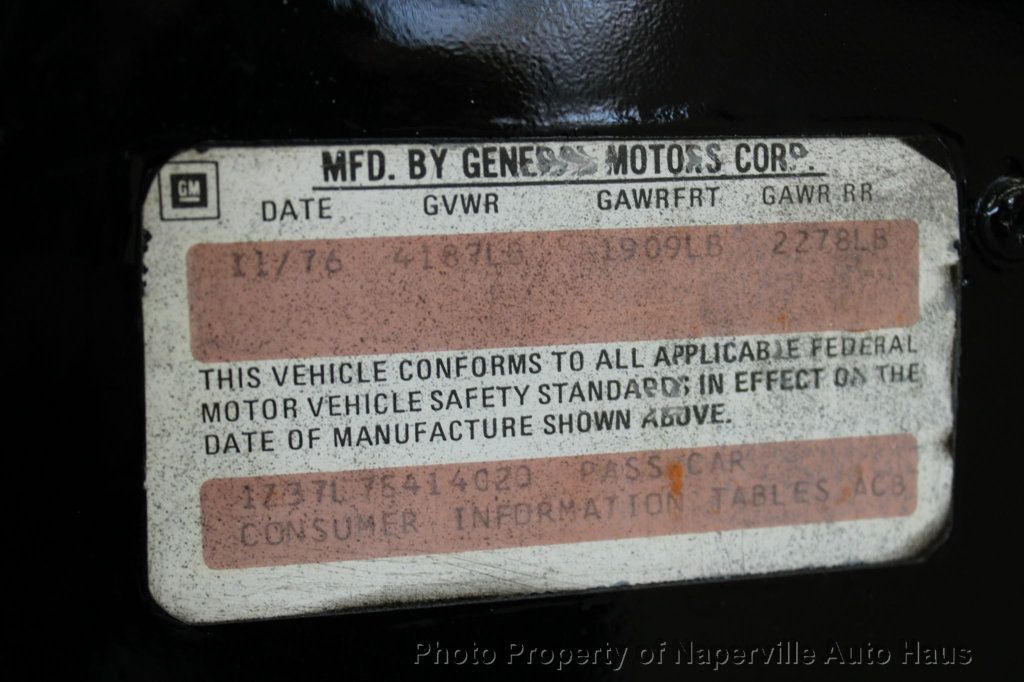 MFD. BY GENERAL MOTORS CORP.
GM
DATE GVWR GAWRFRT GAWR RR
11/76 4187LB 1909LB 2278LB
THIS VEHICLE CONFORMS TO ALL APPLICABLE FEDERAL
MOTOR VEHICLE SAFETY STANDARDS IN EFFECT ON THE
DATE OF MANUFACTURE SHOWN ABOVE.
1Z37L7S414020 PASS CAR
CONSUMER INFORMATION TABLES ACB
Photo Property of Naperville Auto Haus